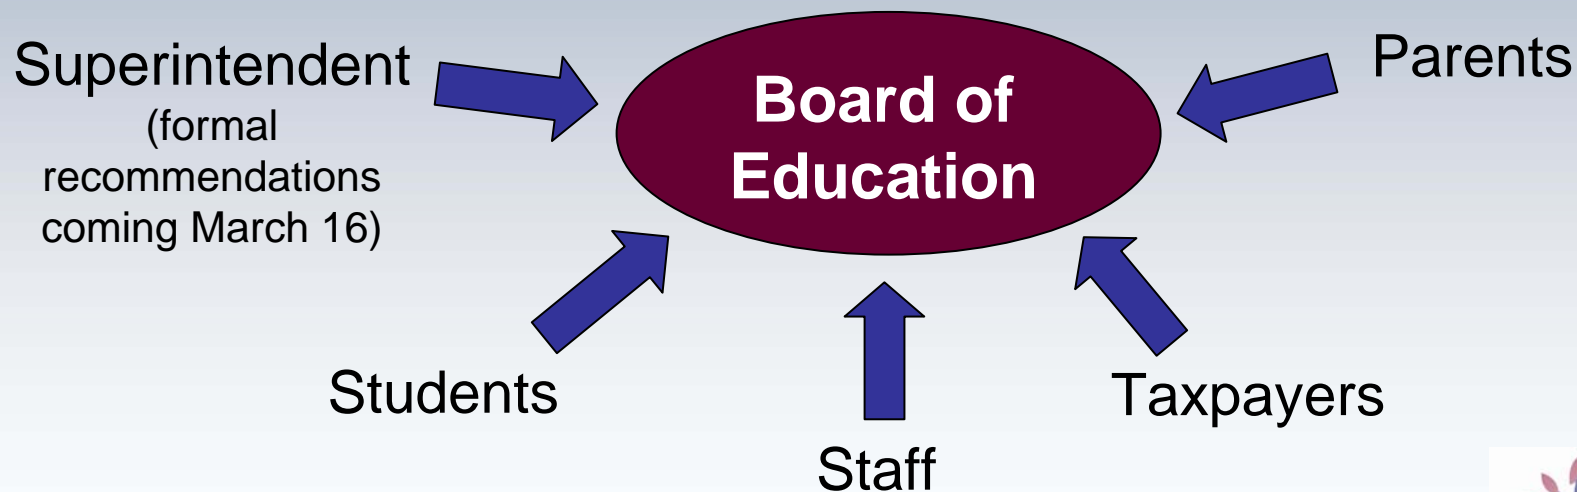 Superintendent
(formal
recommendations
coming March 16)
Board of
Education
Parents
Students
Staff
Taxpayers